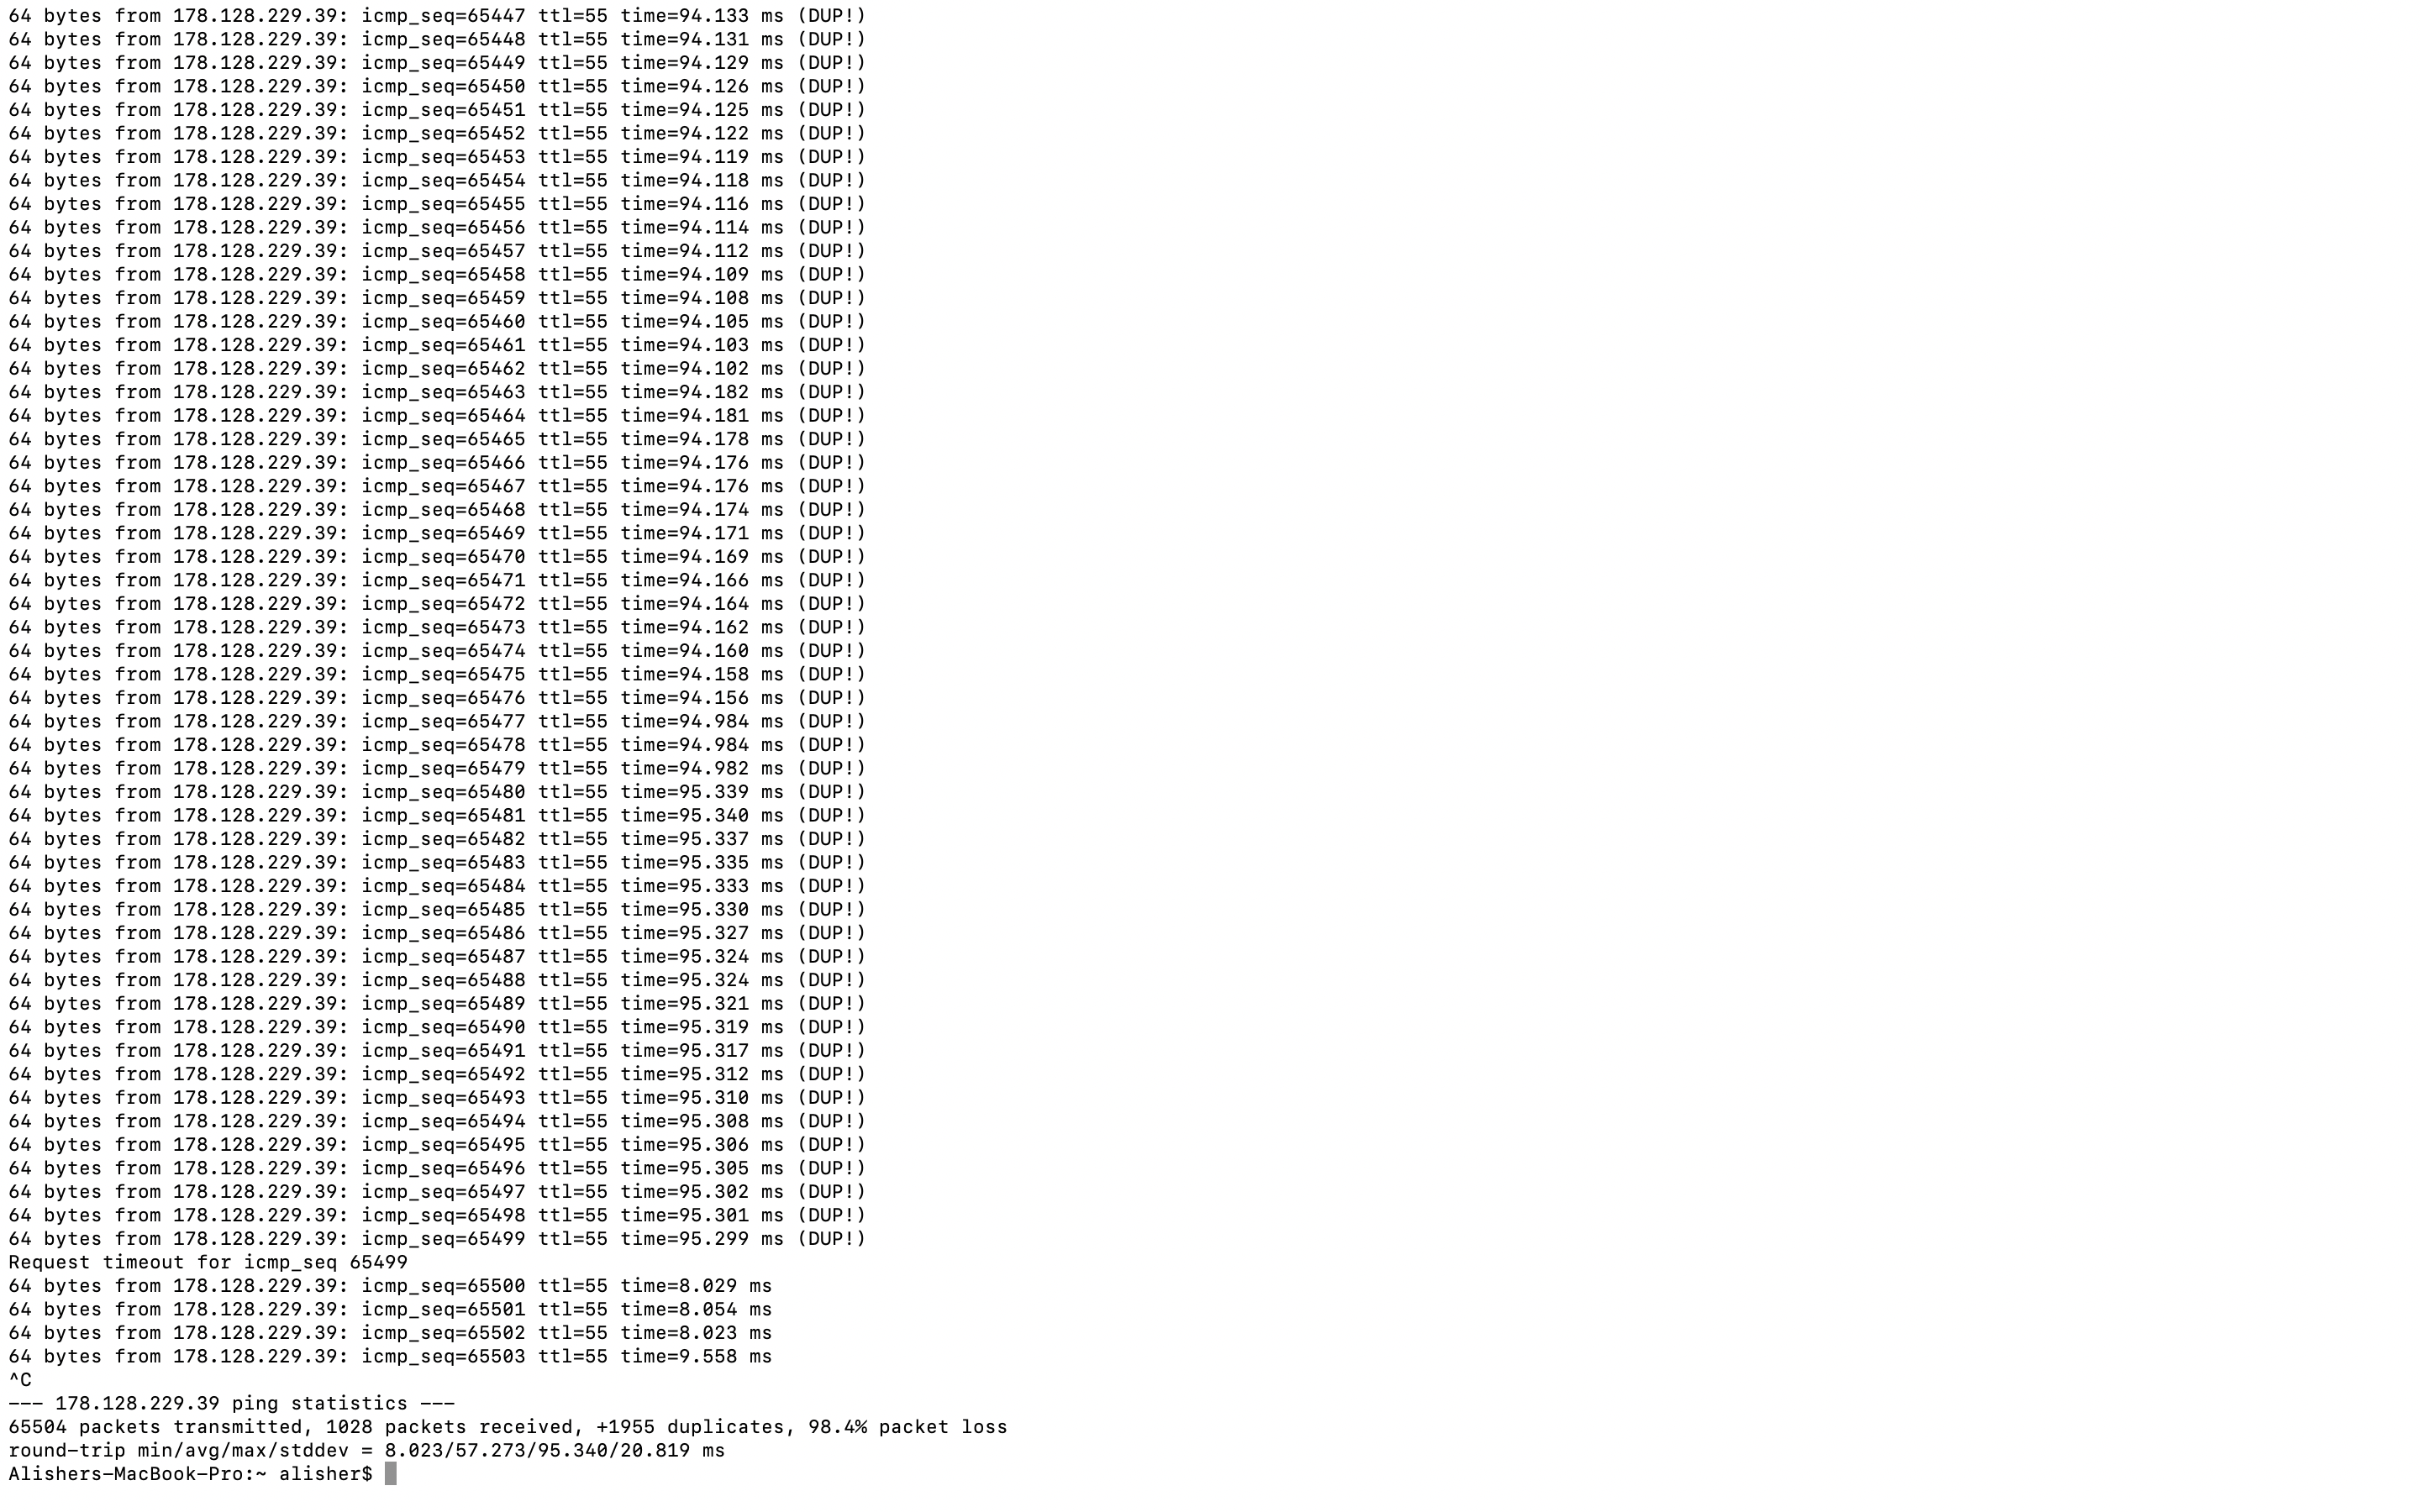 64 bytes from 178.128.229.39: icmp_seq=65447 ttl=55 time=94.133 ms (DUP!)
64 bytes from 178.128.229.39: icmp_seq=65448 ttl=55 time=94.131 ms (DUP!)
64 bytes from 178.128.229.39: icmp_seq=65449 ttl=55 time=94.129 ms (DUP!)
64 bytes from 178.128.229.39: icmp_seq=65450 ttl=55 time=94.126 ms (DUP!)
64 bytes from 178.128.229.39: icmp_seq=65451 ttl=55 time=94.125 ms (DUP!)
64 bytes from 178.128.229.39: icmp_seq=65452 ttl=55 time=94.122 ms (DUP!)
64 bytes from 178.128.229.39: icmp_seq=65453 ttl=55 time=94.119 ms (DUP!)
64 bytes from 178.128.229.39: icmp_seq=65454 ttl=55 time=94.118 ms (DUP!)
64 bytes from 178.128.229.39: icmp_seq=65455 ttl=55 time=94.116 ms (DUP!)
64 bytes from 178.128.229.39: icmp_seq=65456 ttl=55 time=94.114 ms (DUP!)
64 bytes from 178.128.229.39: icmp_seq=65457 ttl=55 time=94.112 ms (DUP!)
64 bytes from 178.128.229.39: icmp_seq=65458 ttl=55 time=94.109 ms (DUP!)
64 bytes from 178.128.229.39: icmp_seq=65459 ttl=55 time=94.108 ms (DUP!)
64 bytes from 178.128.229.39: icmp_seq=65460 ttl=55 time=94.105 ms (DUP!)
64 bytes from 178.128.229.39: icmp_seq=65461 ttl=55 time=94.103 ms (DUP!)
64 bytes from 178.128.229.39: icmp_seq=65462 ttl=55 time=94.102 ms (DUP!)
64 bytes from 178.128.229.39: icmp_seq=65463 ttl=55 time=94.182 ms (DUP!)
64 bytes from 178.128.229.39: icmp_seq=65464 ttl=55 time=94.181 ms (DUP!)
64 bytes from 178.128.229.39: icmp_seq=65465 ttl=55 time=94.178 ms (DUP!)
64 bytes from 178.128.229.39: icmp_seq=65466 ttl=55 time=94.176 ms (DUP!)
64 bytes from 178.128.229.39: icmp_seq=65467 ttl=55 time=94.176 ms (DUP!)
64 bytes from 178.128.229.39: icmp_seq=65468 ttl=55 time=94.174 ms (DUP!)
64 bytes from 178.128.229.39: icmp_seq=65469 ttl=55 time=94.171 ms (DUP!)
64 bytes from 178.128.229.39: icmp_seq=65470 ttl=55 time=94.169 ms (DUP!)
64 bytes from 178.128.229.39: icmp_seq=65471 ttl=55 time=94.166 ms (DUP!)
64 bytes from 178.128.229.39: icmp_seq=65472 ttl=55 time=94.164 ms (DUP!)
64 bytes from 178.128.229.39: icmp_seq=65473 ttl=55 time=94.162 ms (DUP!)
64 bytes from 178.128.229.39: icmp_seq=65474 ttl=55 time=94.160 ms (DUP!)
64 bytes from 178.128.229.39: icmp_seq=65475 ttl=55 time=94.158 ms (DUP!)
64 bytes from 178.128.229.39: icmp_seq=65476 ttl=55 time=94.156 ms (DUP!)
64 bytes from 178.128.229.39: icmp_seq=65477 ttl=55 time=94.984 ms (DUP!)
64 bytes from 178.128.229.39: icmp_seq=65478 ttl=55 time=94.984 ms (DUP!)
64 bytes from 178.128.229.39: icmp_seq=65479 ttl=55 time=94.982 ms (DUP!)
64 bytes from 178.128.229.39: icmp_seq=65480 ttl=55 time=95.339 ms (DUP!)
64 bytes from 178.128.229.39: icmp_seq=65481 ttl=55 time=95.340 ms (DUP!)
64 bytes from 178.128.229.39: icmp_seq=65482 ttl=55 time=95.337 ms (DUP!)
64 bytes from 178.128.229.39: icmp_seq=65483 ttl=55 time=95.335 ms (DUP!)
64 bytes from 178.128.229.39: icmp_seq=65484 ttl=55 time=95.333 ms (DUP!)
64 bytes from 178.128.229.39: icmp_seq=65485 ttl=55 time=95.330 ms (DUP!)
64 bytes from 178.128.229.39: icmp_seq=65486 ttl=55 time=95.327 ms (DUP!)
64 bytes from 178.128.229.39: icmp_seq=65487 ttl=55 time=95.324 ms (DUP!)
64 bytes from 178.128.229.39: icmp_seq=65488 ttl=55 time=95.324 ms (DUP!)
64 bytes from 178.128.229.39: icmp_seq=65489 ttl=55 time=95.321 ms (DUP!)
64 bytes from 178.128.229.39: icmp_seq=65490 ttl=55 time=95.319 ms (DUP!)
64 bytes from 178.128.229.39: icmp_seq=65491 ttl=55 time=95.317 ms (DUP!)
64 bytes from 178.128.229.39: icmp_seq=65492 ttl=55 time=95.312 ms (DUP!)
64 bytes from 178.128.229.39: icmp_seq=65493 ttl=55 time=95.310 ms (DUP!)
64 bytes from 178.128.229.39: icmp_seq=65494 ttl=55 time=95.308 ms (DUP!)
64 bytes from 178.128.229.39: icmp_seq=65495 ttl=55 time=95.306 ms (DUP!)
64 bytes from 178.128.229.39: icmp_seq=65496 ttl=55 time=95.305 ms (DUP!)
64 bytes from 178.128.229.39: icmp_seq=65497 ttl=55 time=95.302 ms (DUP!)
64 bytes from 178.128.229.39: icmp_seq=65498 ttl=55 time=95.301 ms (DUP!)
64 bytes from 178.128.229.39: icmp_seq=65499 ttl=55 time=95.299 ms (DUP!)
Request timeout for icmp_seq 65499
64 bytes from 178.128.229.39: icmp_seq=65500 ttl=55 time=8.029 ms
64 bytes from 178.128.229.39: icmp_seq=65501 ttl=55 time=8.054 ms
64 bytes from 178.128.229.39: icmp_seq=65502 ttl=55 time=8.023 ms
64 bytes from 178.128.229.39: icmp_seq=65503 ttl=55 time=9.558 ms
^C
--- 178.128.229.39 ping statistics ---
65504 packets transmitted, 1028 packets received, +1955 duplicates, 98.4% packet loss
round-trip min/avg/max/stddev = 8.023/57.273/95.340/20.819 ms
Alishers-MacBook-Pro:~ alisher$